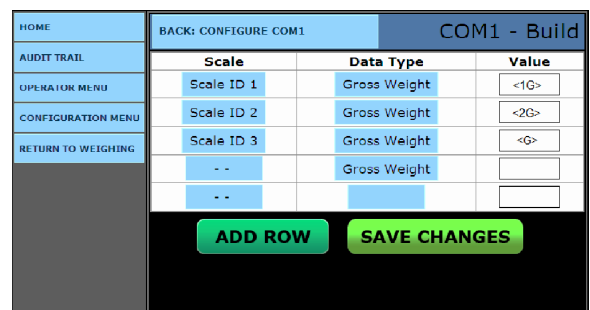 HOME
BACK: CONFIGURE COM1
COM1 - Build
AUDIT TRAIL
OPERATOR MENU
CONFIGURATION MENU
RETURN TO WEIGHING
Scale Data Type Value
Scale ID 1 Gross Weight <1G>
Scale ID 2 Gross Weight <2G>
Scale ID 3 Gross Weight <G>
- - Gross Weight
- -
ADD ROW
SAVE CHANGES